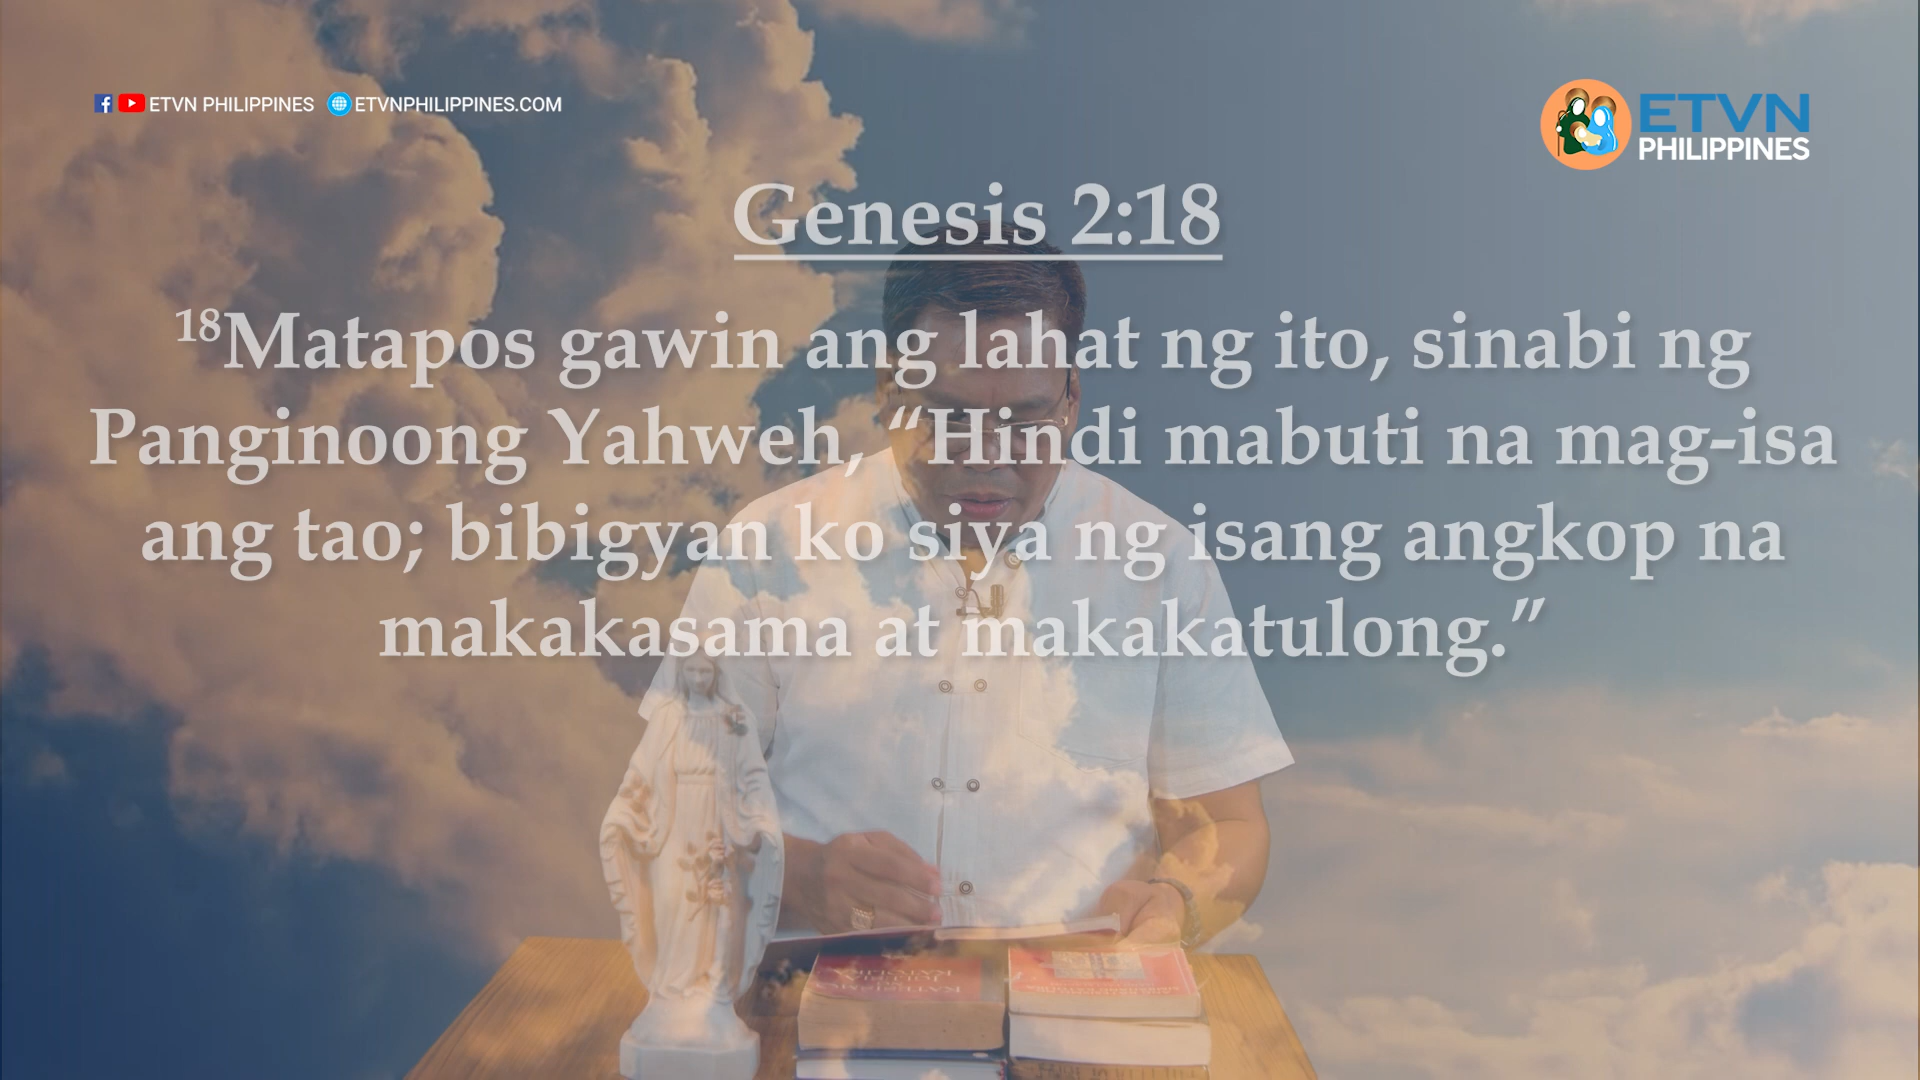 ETVN PHILIPPINES ETVNPHILIPPINES.COM
ETVN
PHILIPPINES
Genesis 2:18
18Matapos gawin ang lahat ng ito, sinabi ng
Panginoong Yahweh, “Hindi mabuti na mag-isa
ang tao; bibigyan ko siya ng isang angkop na
makakasama at makakatulong.”